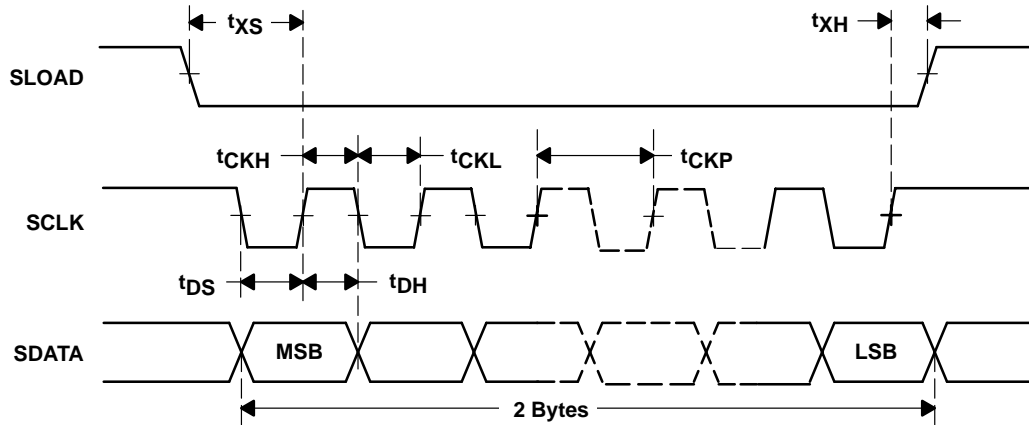 tXS
tXH
SLOAD
tCKH
tCKL
tCKP
SCLK
tDS
tDH
SDATA
MSB
LSB
2 Bytes